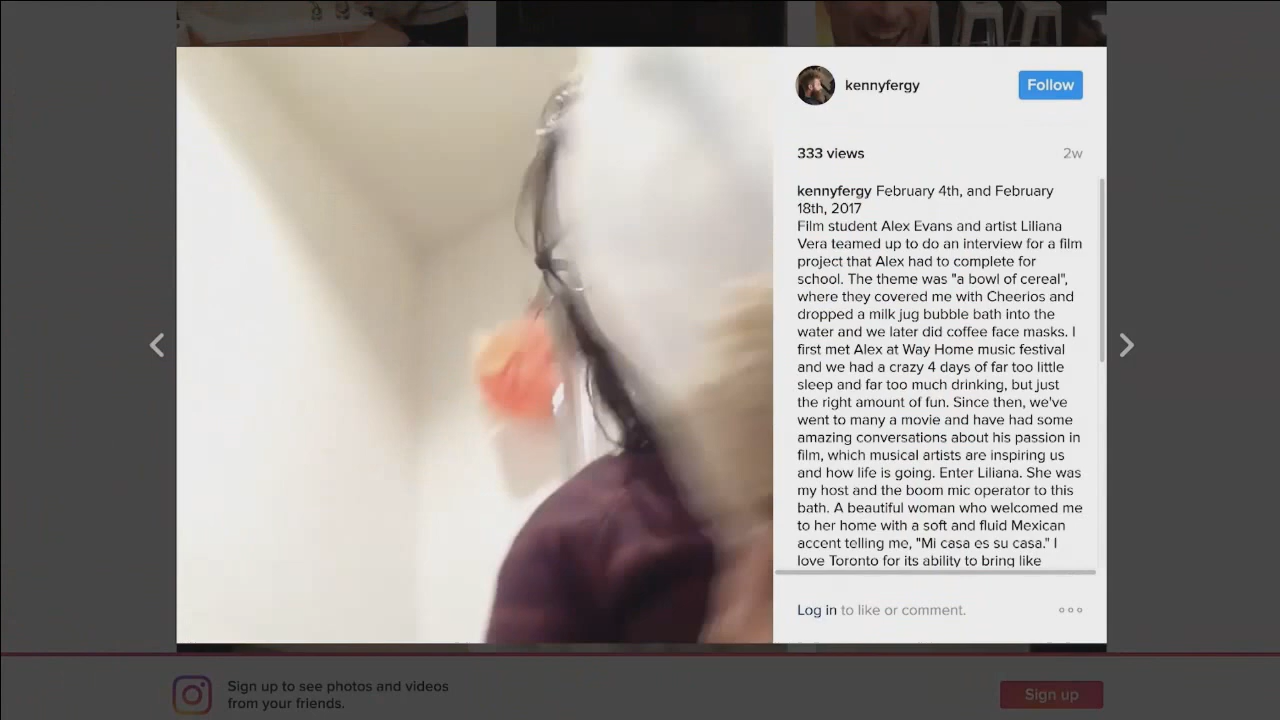 kennyfergy
Follow
333 views
2w
kennyfergy February 4th, and February
18th, 2017
Film student Alex Evans and artist Liliana
Vera teamed up to do an interview for a film
project that Alex had to complete for
school. The theme was "a bowl of cereal",
where they covered me with Cheerios and
dropped a milk jug bubble bath into the
water and we later did coffee face masks. I
first met Alex at Way Home music festival
and we had a crazy 4 days of far too little
sleep and far too much drinking, but just
the right amount of fun. Since then, we've
went to many a movie and have had some
amazing conversations about his passion in
film, which musical artists are inspiring us
and how life is going. Enter Liliana. She was
my host and the boom mic operator to this
bath. A beautiful woman who welcomed me
to her home with a soft and fluid Mexican
accent telling me, "Mi casa es su casa." I
love Toronto for its ability to bring like
Log in to like or comment.
Sign up to see photos and videos
from your friends.
Sign up